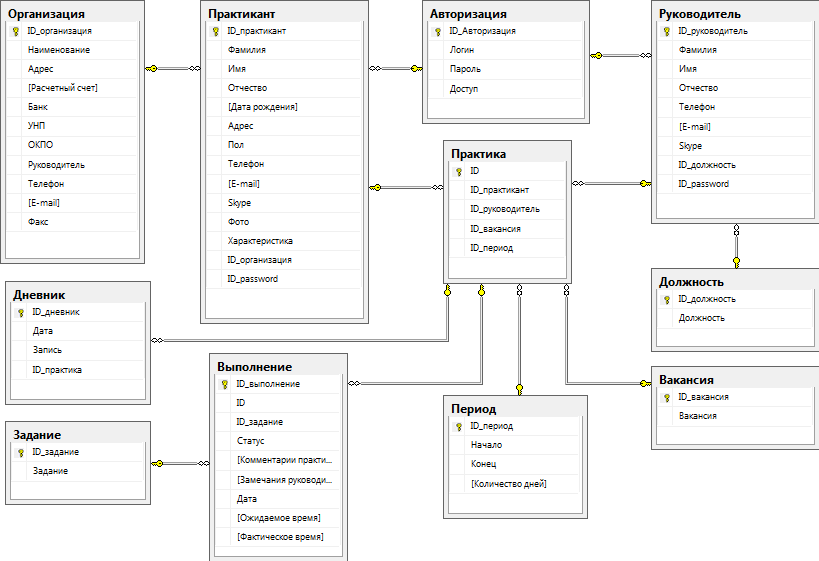 Организация
ID_организация
Наименование
Адрес
[Расчетный счет]
Банк
УНП
ОКПО
Руководитель
Телефон
[E-mail]
Факс
Практикант
ID_практикант
Фамилия
Имя
Отчество
[Дата рождения]
Адрес
Пол
Телефон
[E-mail]
Skype
Фото
Характеристика
ID_организация
ID_password
Авторизация
ID_Авторизация
Логин
Пароль
Доступ
Руководитель
ID_руководитель
Фамилия
Имя
Отчество
Телефон
[E-mail]
Skype
ID_должность
ID_password
Практика
ID
ID_практикант
ID_руководитель
ID_вакансия
ID_период
Дневник
ID_дневник
Дата
Запись
ID_практика
Должность
ID_должность
Должность
Выполнение
ID_выполнение
ID
ID_задание
Статус
[Комментарии практи...
[Замечания руководи...
Дата
[Ожидаемое время]
[Фактическое время]
Задание
ID_задание
Задание
Период
ID_период
Начало
Конец
[Количество дней]
Вакансия
ID_вакансия
Вакансия